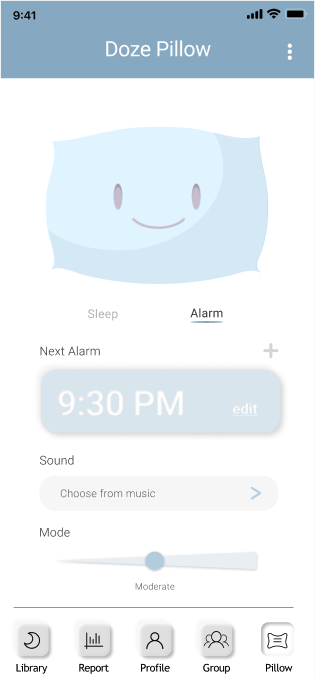 9:41
Doze Pillow
Sleep Alarm
Next Alarm +
9:30 PM edit
Sound
Choose from music >
Mode
Moderate
Library Report Profile Group Pillow